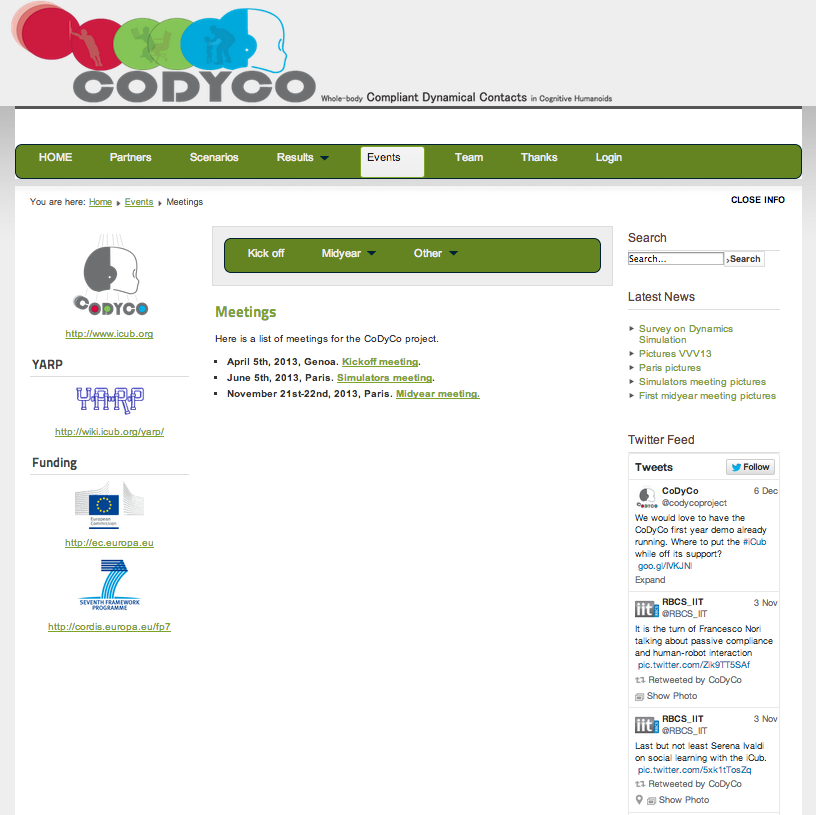 CODYCO
Whole-body Compliant Dynamical Contacts in Cognitive Humanoids
HOME Partners Scenarios Results Events Team Thanks Login
You are here: Home Events Meetings
CLOSE INFO
CODYCO
http://www.icub.org
YARP
YARP
http://wiki.icub.org/yarp/
Funding
European
Commission
http://ec.europa.eu
7
SEVENTH FRAMEWORK
PROGRAMME
http://cordis.europa.eu/fp7
Kick off Midyear Other
Meetings
Here is a list of meetings for the CoDyCo project.
April 5th, 2013, Genoa. Kickoff meeting.
June 5th, 2013, Paris. Simulators meeting.
November 21st-22nd, 2013, Paris. Midyear meeting.
Search
Search... Search
Latest News
Survey on Dynamics
Simulation
Pictures VVV13
Paris pictures
Simulators meeting pictures
First midyear meeting pictures
Twitter Feed
Tweets Follow
CODYCO
CoDyCo 6 Dec
@codycoproject
We would love to have the
CoDyCo first year demo already
running. Where to put the #iCub
while off its support?
goo.gl/IVKJNl
Expand
iit
RBCS_IIT 3 Nov
@RBCS_IIT
It is the turn of Francesco Nori
talking about passive compliance
and human-robot interaction
pic.twitter.com/Zlk9TT5SAf
Retweeted by CoDyCo
Show Photo
iit
RBCS_IIT 3 Nov
@RBCS_IIT
Last but not least Serena Ivaldi
on social learning with the iCub.
pic.twitter.com/5xk1tTosZq
Retweeted by CoDyCo
Show Photo